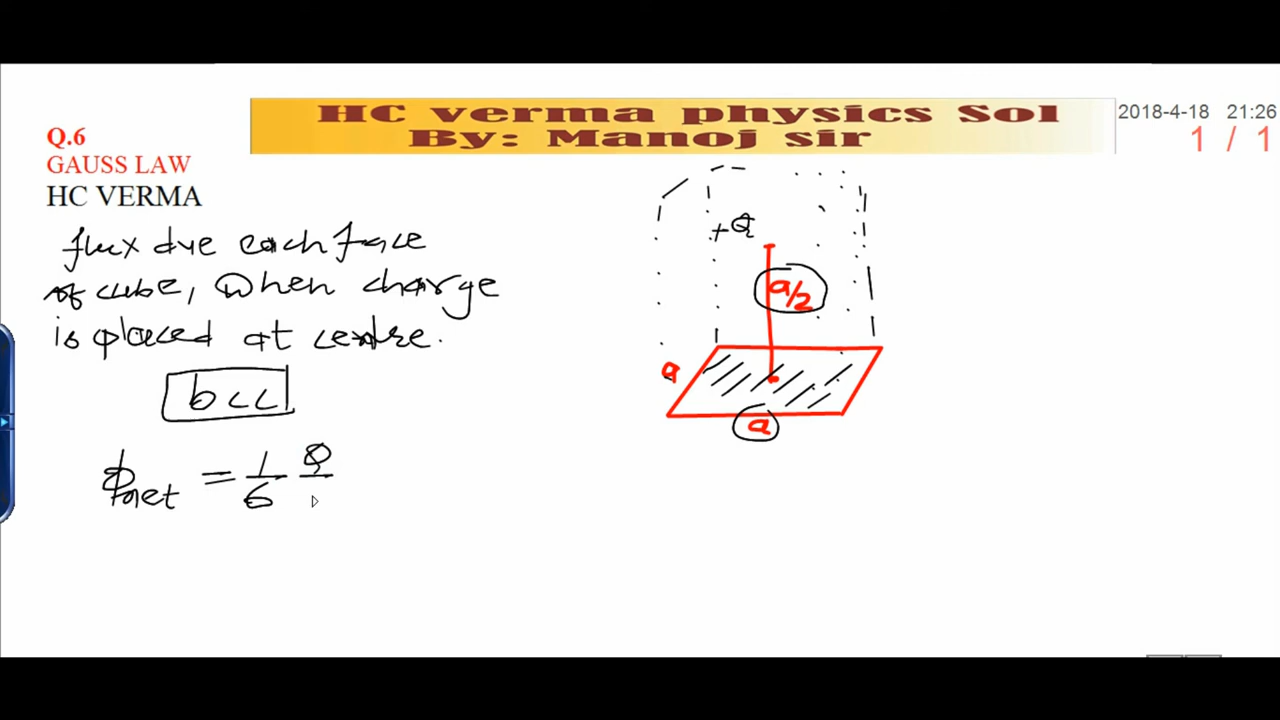 HC verma physics Sol
By: Manoj sir
2018-4-18 21:26
1 / 1
Q.6
GAUSS LAW
HC VERMA
flux due each face
of cube, When charge
is placed at centre.
bcc
ϕnet = 1/6 Q
+Q
a/2
a
a